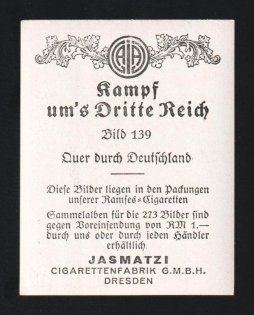 Kampf
um's Dritte Reich
Bild 139
Quer durch Deutschland
Diese Bilder liegen in den Packungen
unserer Ramses-Cigaretten
Sammelalben für die 273 Bilder sind
gegen Voreinsendung von RM 1.—
durch uns oder durch jeden Händler
erhältlich
JASMATZI
CIGARETTENFABRIK G.M.B.H.
DRESDEN